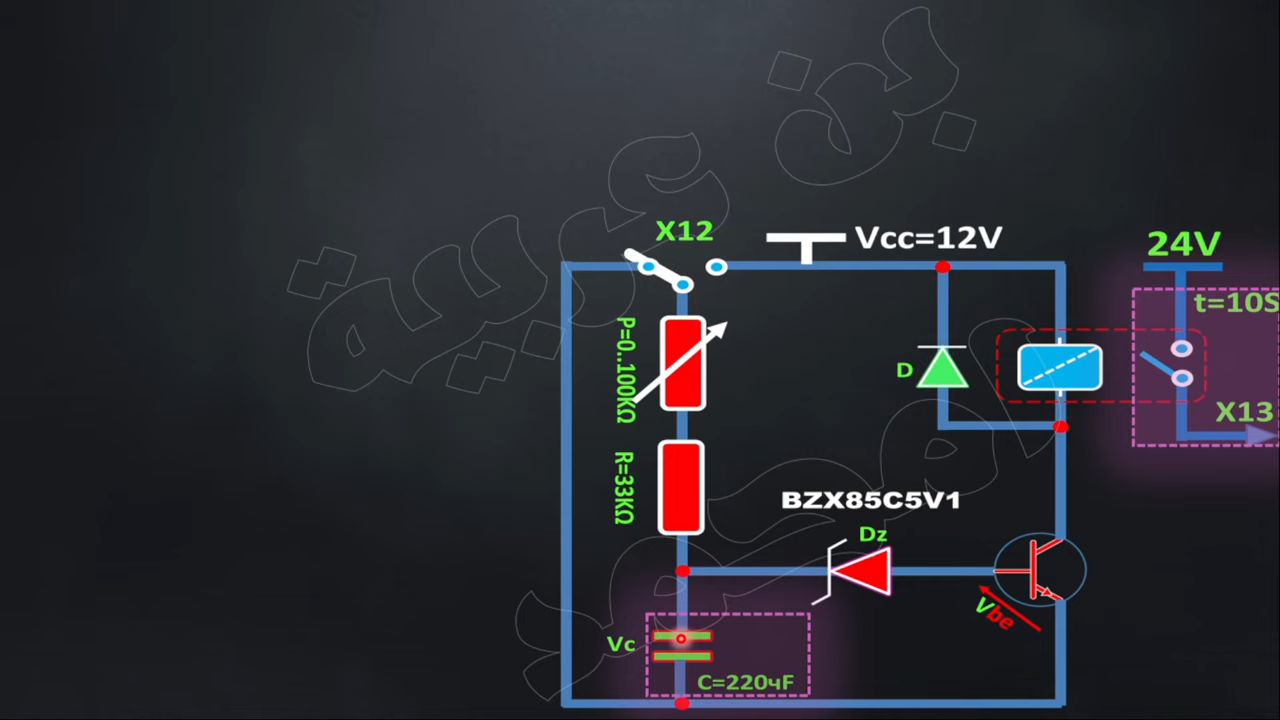 X12
Vcc=12V
24V
t=10S
P=0..100KΩ
D
X13
R=33KΩ
BZX85C5V1
Dz
Vbe
Vc
C=220чF